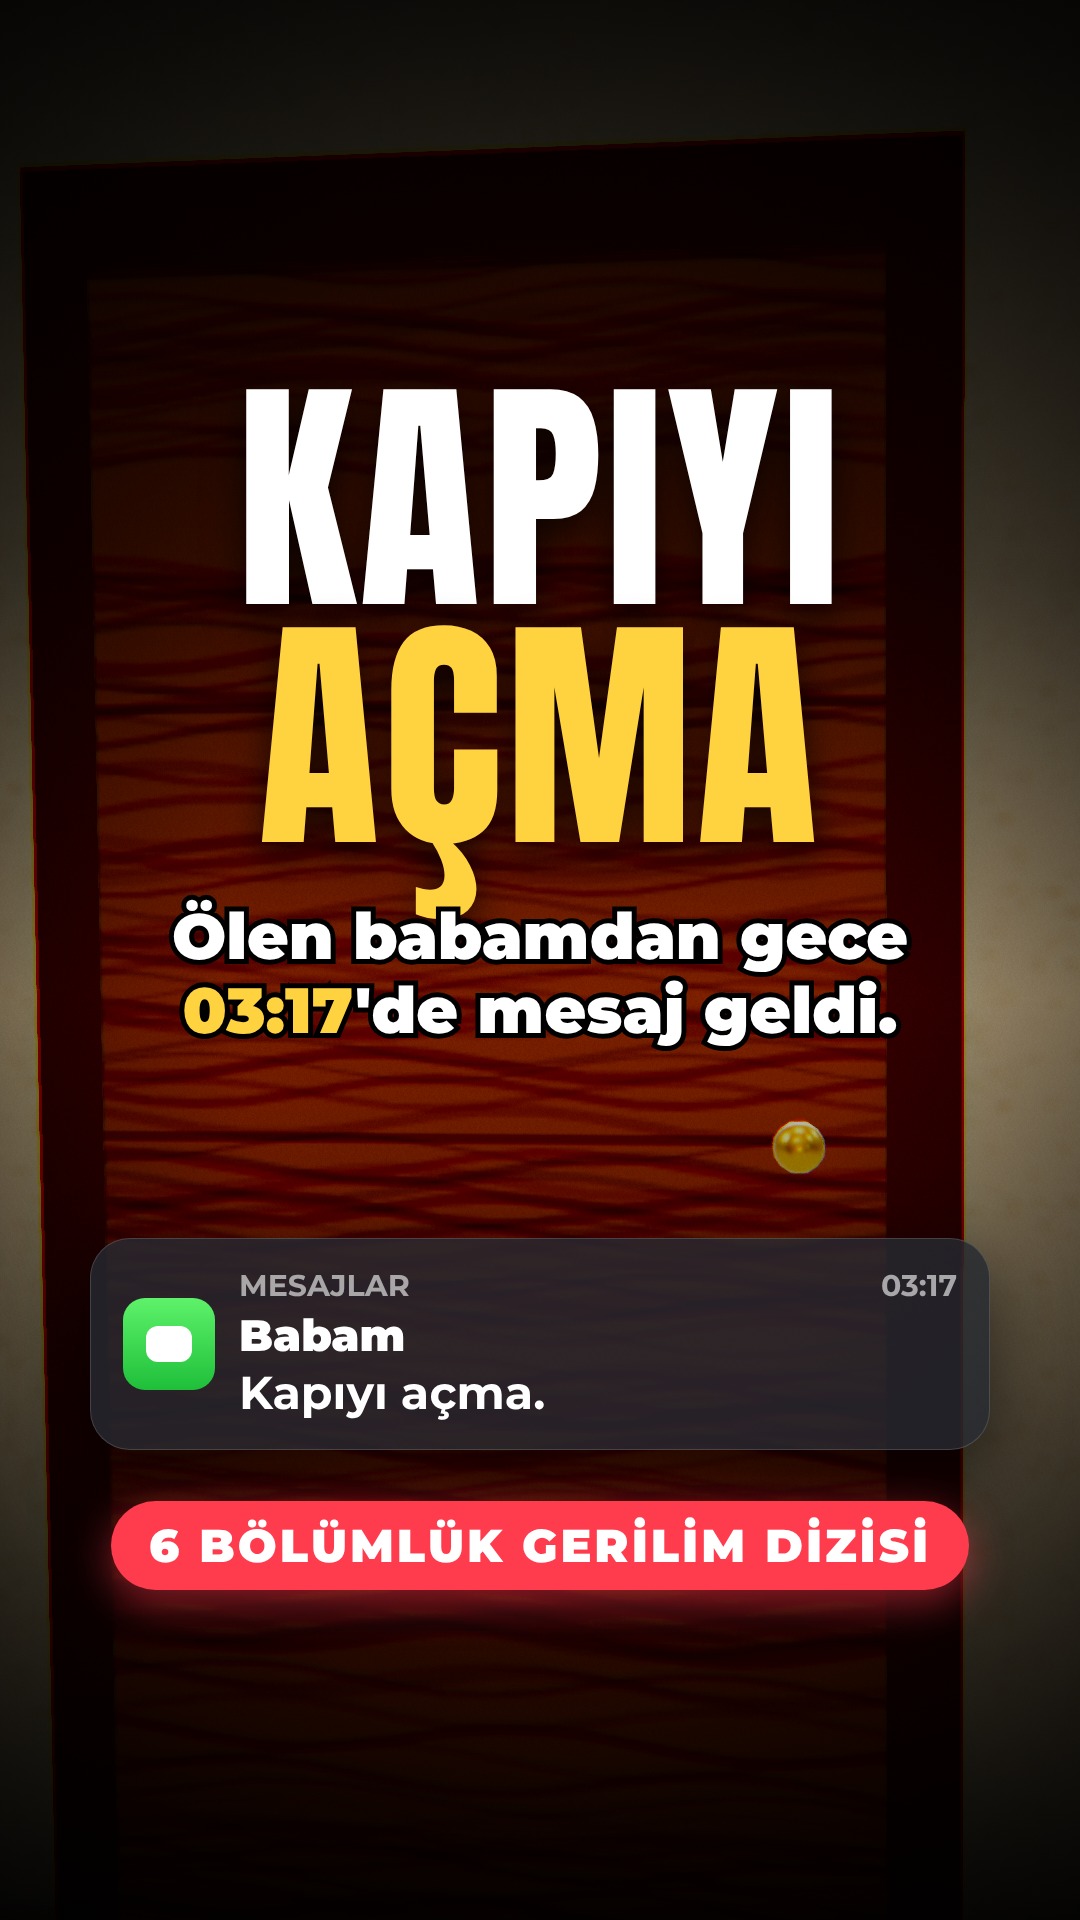 KAPIYI
AÇMA
Ölen babamdan gece
03:17'de mesaj geldi.
MESAJLAR 03:17
Babam
Kapıyı açma.
6 BÖLÜMLÜK GERİLİM DİZİSİ